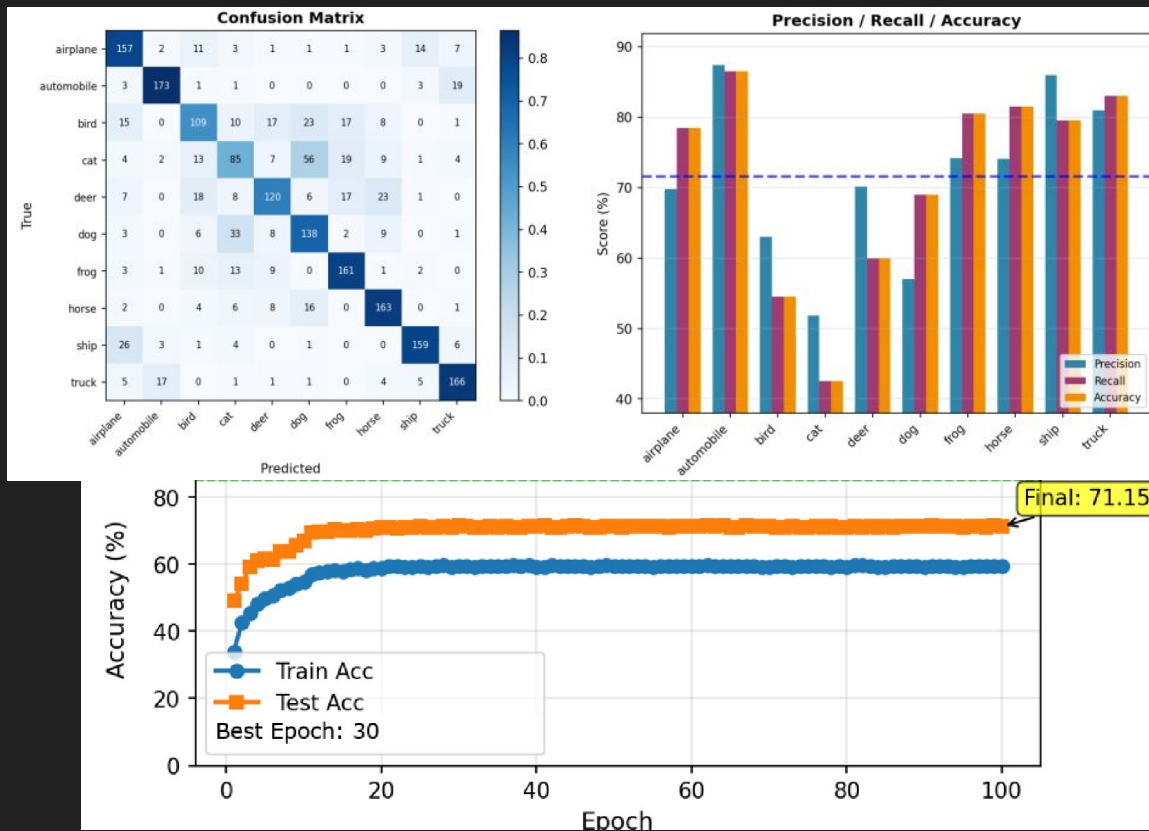 Confusion Matrix
True
airplane 157 2 11 3 1 1 1 3 14 7
automobile 3 173 1 1 0 0 0 0 3 19
bird 15 0 109 10 17 23 17 8 0 1
cat 4 2 13 85 7 56 19 9 1 4
deer 7 0 18 8 120 6 17 23 1 0
dog 3 0 6 33 8 138 2 9 0 1
frog 3 1 10 13 9 0 161 1 2 0
horse 2 0 4 6 8 16 0 163 0 1
ship 26 3 1 4 0 1 0 0 159 6
truck 5 17 0 1 1 1 0 4 5 166
airplane automobile bird cat deer dog frog horse ship truck
Predicted
0.8
0.7
0.6
0.5
0.4
0.3
0.2
0.1
0.0
Precision / Recall / Accuracy
Score (%)
90
80
70
60
50
40
Precision
Recall
Accuracy
airplane automobile bird cat deer dog frog horse ship truck
Final: 71.15
Accuracy (%)
80
60
40
20
0
Train Acc
Test Acc
Best Epoch: 30
0 20 40 60 80 100
Epoch